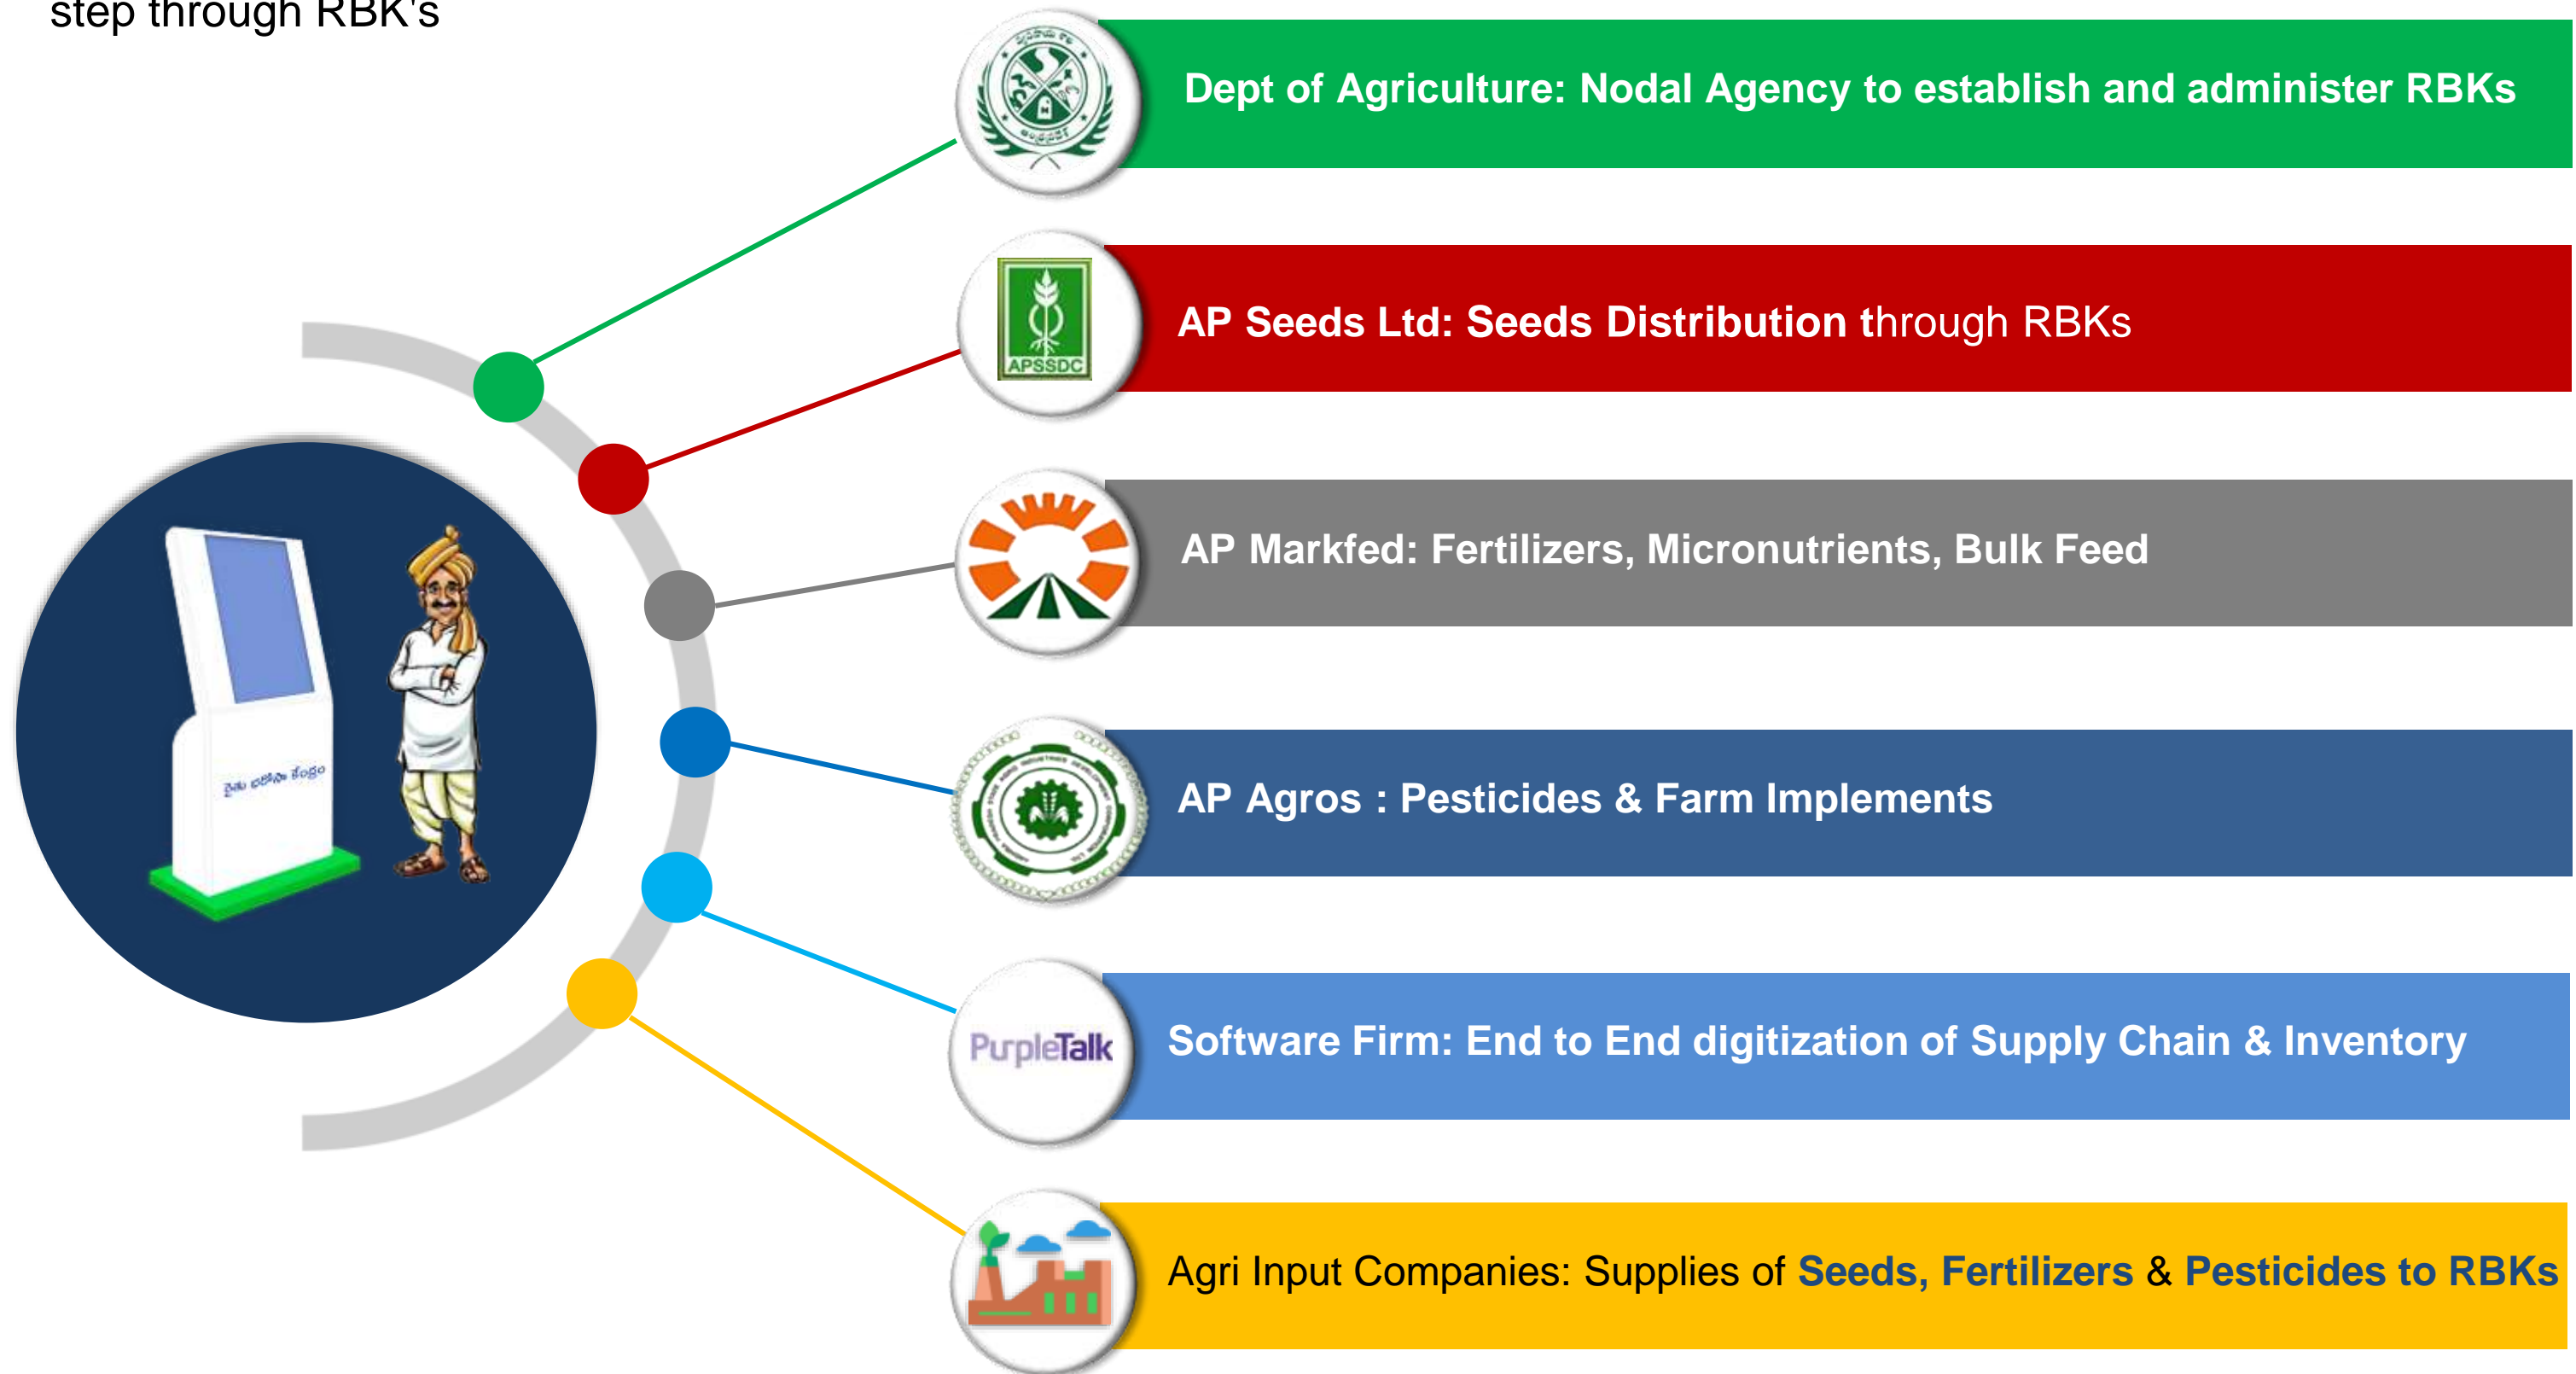 step through RBK's
Dept of Agriculture: Nodal Agency to establish and administer RBKs
AP Seeds Ltd: Seeds Distribution through RBKs
APSSDC
AP Markfed: Fertilizers, Micronutrients, Bulk Feed
రైతు భరోసా కేంద్రం
AP Agros : Pesticides & Farm Implements
PurpleTalk
Software Firm: End to End digitization of Supply Chain & Inventory
Agri Input Companies: Supplies of Seeds, Fertilizers & Pesticides to RBKs